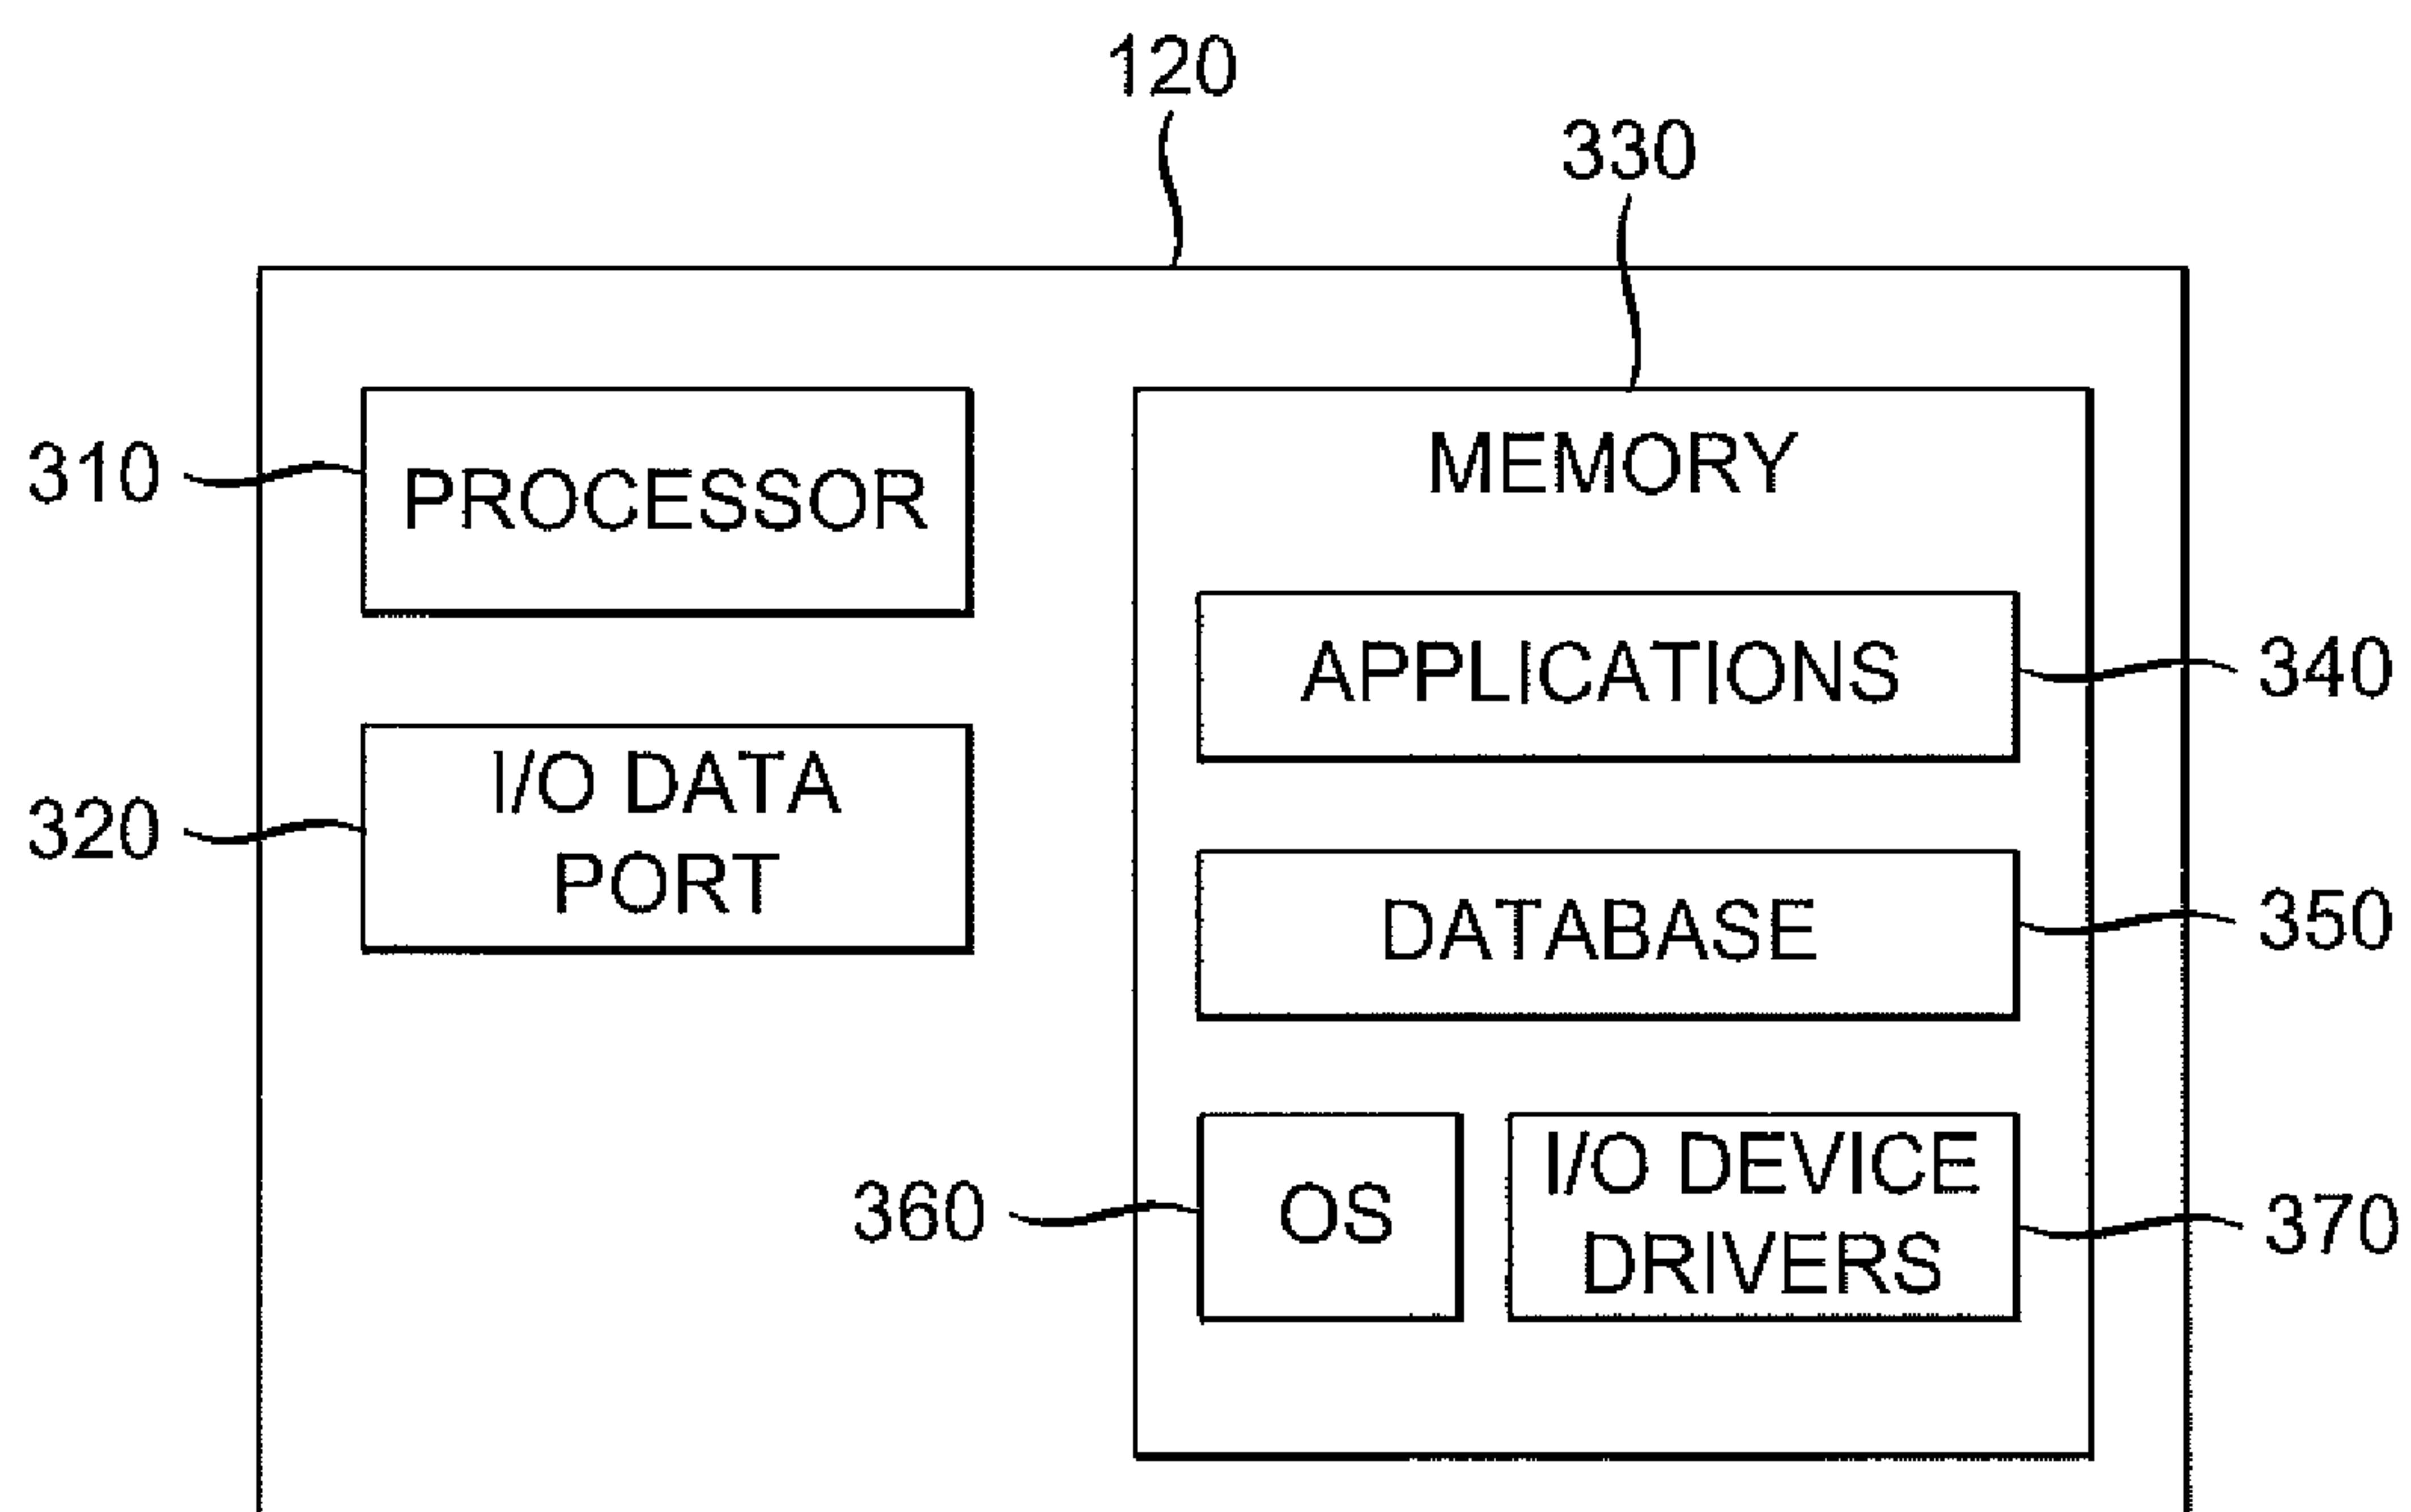 120
330
310
PROCESSOR
MEMORY
APPLICATIONS
340
I/O DATA
PORT
320
DATABASE
350
360
OS
I/O DEVICE
DRIVERS
370